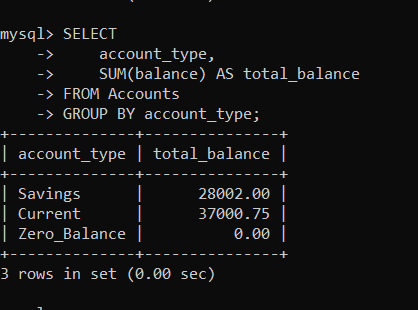 mysql> SELECT
    ->     account_type,
    ->     SUM(balance) AS total_balance
    -> FROM Accounts
    -> GROUP BY account_type;
+--------------+---------------+
| account_type | total_balance |
+--------------+---------------+
| Savings      |      28002.00 |
| Current      |      37000.75 |
| Zero_Balance |          0.00 |
+--------------+---------------+
3 rows in set (0.00 sec)